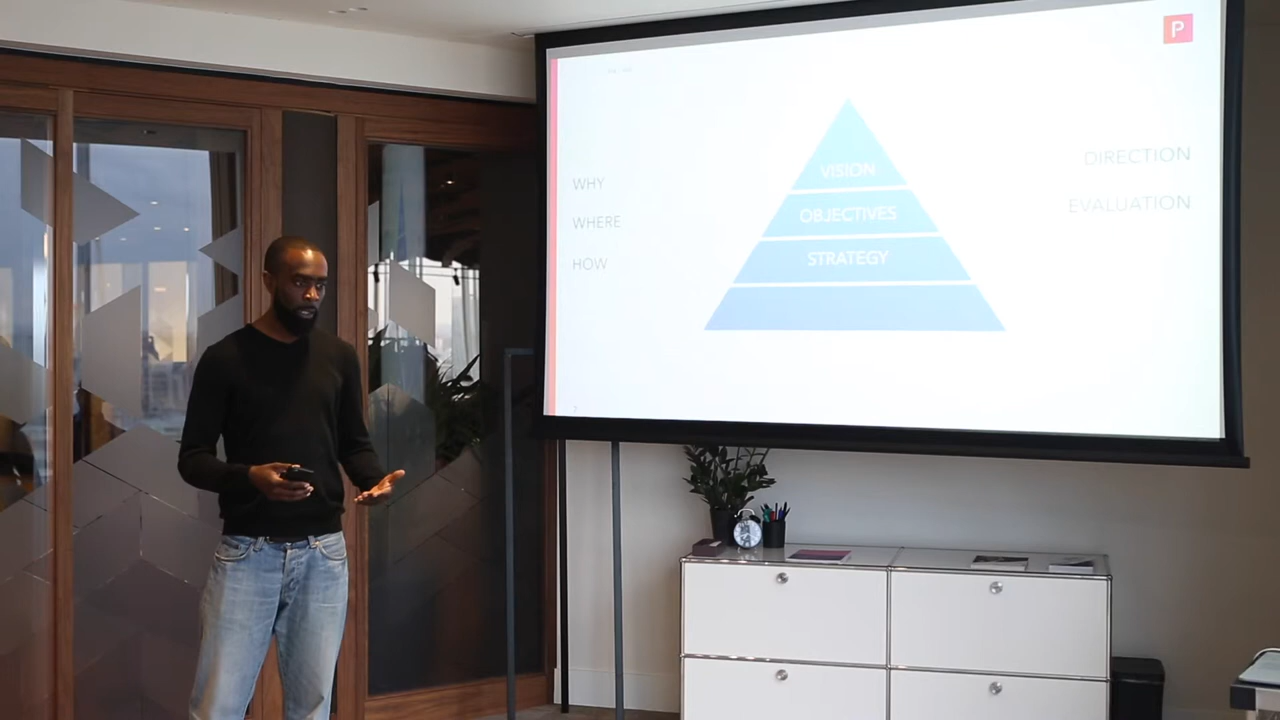 P
WHY
WHERE
HOW
VISION
OBJECTIVES
STRATEGY
DIRECTION
EVALUATION